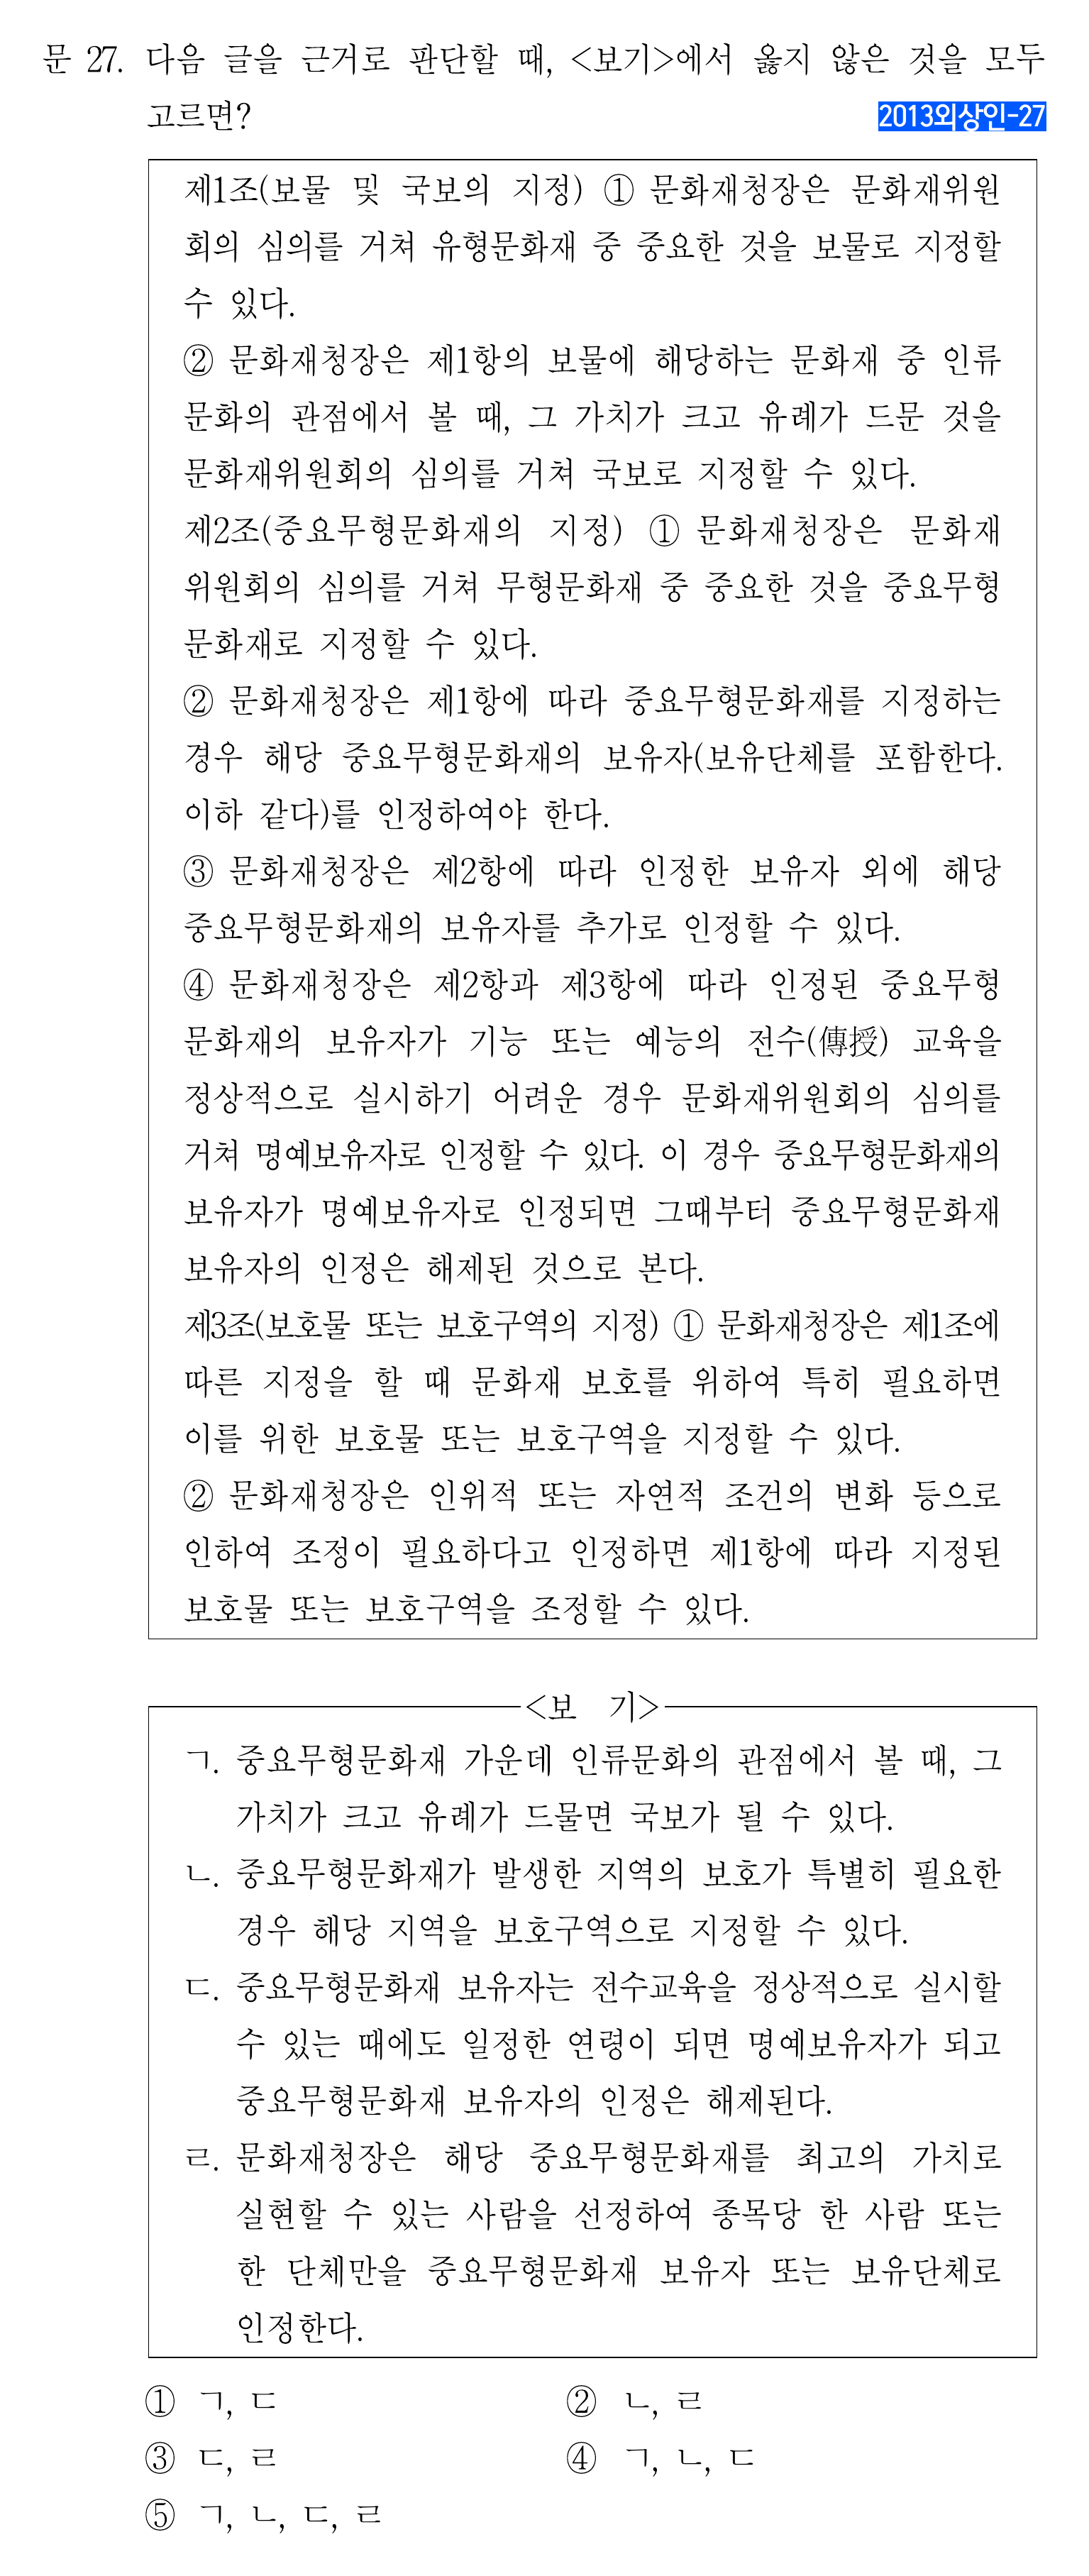 문 27. 다음 글을 근거로 판단할 때, <보기>에서 옳지 않은 것을 모두
고르면?
2013외상인-27
제1조(보물 및 국보의 지정) ① 문화재청장은 문화재위원
회의 심의를 거쳐 유형문화재 중 중요한 것을 보물로 지정할
수 있다.
② 문화재청장은 제1항의 보물에 해당하는 문화재 중 인류
문화의 관점에서 볼 때, 그 가치가 크고 유례가 드문 것을
문화재위원회의 심의를 거쳐 국보로 지정할 수 있다.
제2조(중요무형문화재의 지정) ① 문화재청장은 문화재
위원회의 심의를 거쳐 무형문화재 중 중요한 것을 중요무형
문화재로 지정할 수 있다.
② 문화재청장은 제1항에 따라 중요무형문화재를 지정하는
경우 해당 중요무형문화재의 보유자(보유단체를 포함한다.
이하 같다)를 인정하여야 한다.
③ 문화재청장은 제2항에 따라 인정한 보유자 외에 해당
중요무형문화재의 보유자를 추가로 인정할 수 있다.
④ 문화재청장은 제2항과 제3항에 따라 인정된 중요무형
문화재의 보유자가 기능 또는 예능의 전수(傳授) 교육을
정상적으로 실시하기 어려운 경우 문화재위원회의 심의를
거쳐 명예보유자로 인정할 수 있다. 이 경우 중요무형문화재의
보유자가 명예보유자로 인정되면 그때부터 중요무형문화재
보유자의 인정은 해제된 것으로 본다.
제3조(보호물 또는 보호구역의 지정) ① 문화재청장은 제1조에
따른 지정을 할 때 문화재 보호를 위하여 특히 필요하면
이를 위한 보호물 또는 보호구역을 지정할 수 있다.
② 문화재청장은 인위적 또는 자연적 조건의 변화 등으로
인하여 조정이 필요하다고 인정하면 제1항에 따라 지정된
보호물 또는 보호구역을 조정할 수 있다.
<보 기>
ㄱ. 중요무형문화재 가운데 인류문화의 관점에서 볼 때, 그
가치가 크고 유례가 드물면 국보가 될 수 있다.
ㄴ. 중요무형문화재가 발생한 지역의 보호가 특별히 필요한
경우 해당 지역을 보호구역으로 지정할 수 있다.
ㄷ. 중요무형문화재 보유자는 전수교육을 정상적으로 실시할
수 있는 때에도 일정한 연령이 되면 명예보유자가 되고
중요무형문화재 보유자의 인정은 해제된다.
ㄹ. 문화재청장은 해당 중요무형문화재를 최고의 가치로
실현할 수 있는 사람을 선정하여 종목당 한 사람 또는
한 단체만을 중요무형문화재 보유자 또는 보유단체로
인정한다.
① ㄱ, ㄷ ② ㄴ, ㄹ
③ ㄷ, ㄹ ④ ㄱ, ㄴ, ㄷ
⑤ ㄱ, ㄴ, ㄷ, ㄹ